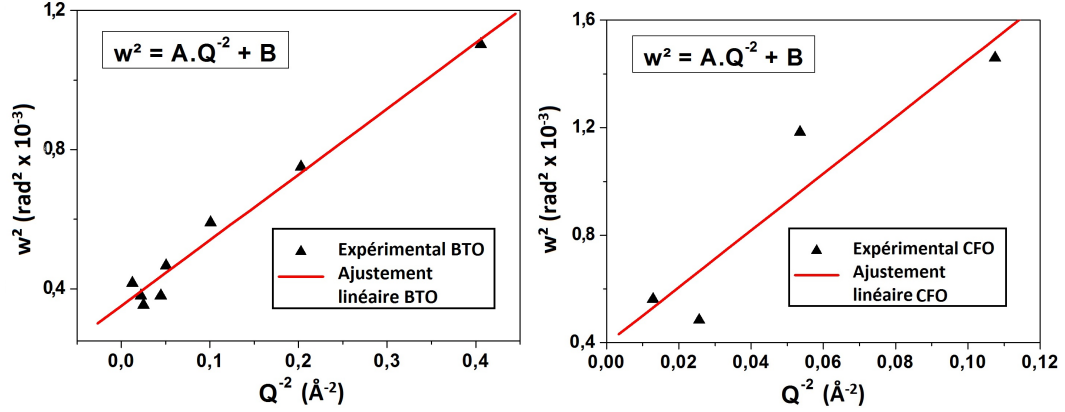 1,2
w² = A.Q⁻² + B
0,8
0,4
w² (rad² x 10⁻³)
Expérimental BTO
Ajustement
linéaire BTO
0,0
0,1
0,2
0,3
0,4
Q⁻² (Å⁻²)
1,6
w² = A.Q⁻² + B
1,2
0,8
0,4
w² (rad² x 10⁻³)
Expérimental CFO
Ajustement
linéaire CFO
0,00
0,02
0,04
0,06
0,08
0,10
0,12
Q⁻² (Å⁻²)